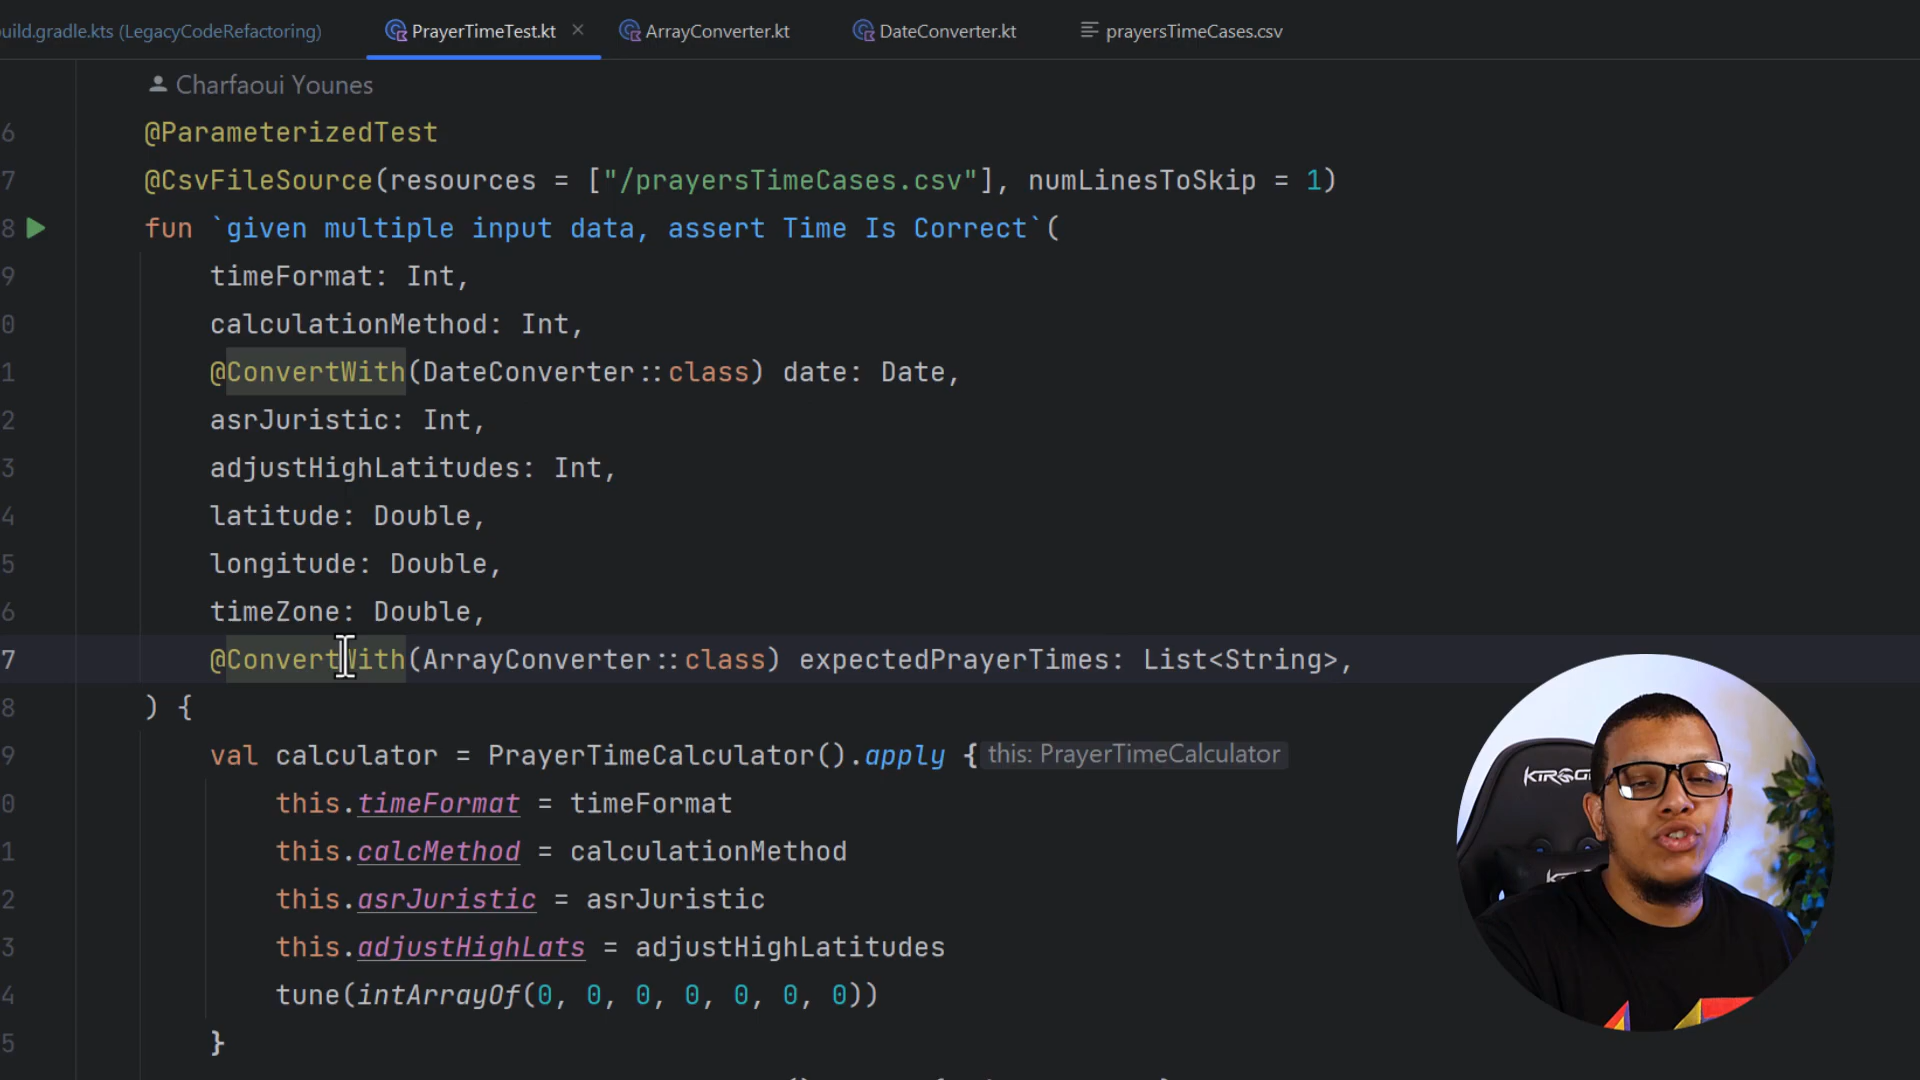 build.gradle.kts (LegacyCodeRefactoring) PrayerTimeTest.kt × ArrayConverter.kt DateConverter.kt prayersTimeCases.csv
Charfaoui Younes
6 @ParameterizedTest
7 @CsvFileSource(resources = ["/prayersTimeCases.csv"], numLinesToSkip = 1)
8 fun `given multiple input data, assert Time Is Correct`(
9 timeFormat: Int,
0 calculationMethod: Int,
1 @ConvertWith(DateConverter::class) date: Date,
2 asrJuristic: Int,
3 adjustHighLatitudes: Int,
4 latitude: Double,
5 longitude: Double,
6 timeZone: Double,
7 @ConvertWith(ArrayConverter::class) expectedPrayerTimes: List<String>,
8 ) {
9 val calculator = PrayerTimeCalculator().apply { this: PrayerTimeCalculator
0 this.timeFormat = timeFormat
1 this.calcMethod = calculationMethod
2 this.asrJuristic = asrJuristic
3 this.adjustHighLats = adjustHighLatitudes
4 tune(intArrayOf(0, 0, 0, 0, 0, 0, 0))
5 }